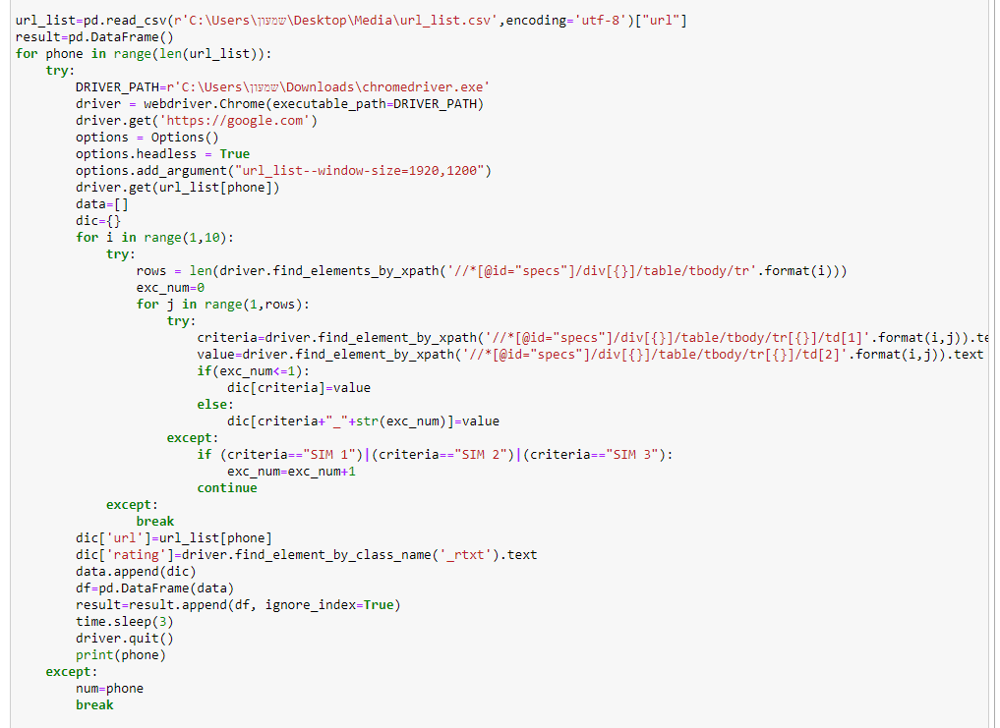 url_list=pd.read_csv(r'C:\Users\שמעון\Desktop\Media\url_list.csv',encoding='utf-8')["url"]
result=pd.DataFrame()
for phone in range(len(url_list)):
    try:
        DRIVER_PATH=r'C:\Users\שמעון\Downloads\chromedriver.exe'
        driver = webdriver.Chrome(executable_path=DRIVER_PATH)
        driver.get('https://google.com')
        options = Options()
        options.headless = True
        options.add_argument("url_list--window-size=1920,1200")
        driver.get(url_list[phone])
        data=[]
        dic={}
        for i in range(1,10):
            try:
                rows = len(driver.find_elements_by_xpath('//*[@id="specs"]/div[{}]/table/tbody/tr'.format(i)))
                exc_num=0
                for j in range(1,rows):
                    try:
                        criteria=driver.find_element_by_xpath('//*[@id="specs"]/div[{}]/table/tbody/tr[{}]/td[1]'.format(i,j)).te
                        value=driver.find_element_by_xpath('//*[@id="specs"]/div[{}]/table/tbody/tr[{}]/td[2]'.format(i,j)).text
                        if(exc_num<=1):
                            dic[criteria]=value
                        else:
                            dic[criteria+"_"+str(exc_num)]=value
                    except:
                        if (criteria=="SIM 1")|(criteria=="SIM 2")|(criteria=="SIM 3"):
                            exc_num=exc_num+1
                        continue
            except:
                break
        dic['url']=url_list[phone]
        dic['rating']=driver.find_element_by_class_name('_rtxt').text
        data.append(dic)
        df=pd.DataFrame(data)
        result=result.append(df, ignore_index=True)
        time.sleep(3)
        driver.quit()
        print(phone)
    except:
        num=phone
        break